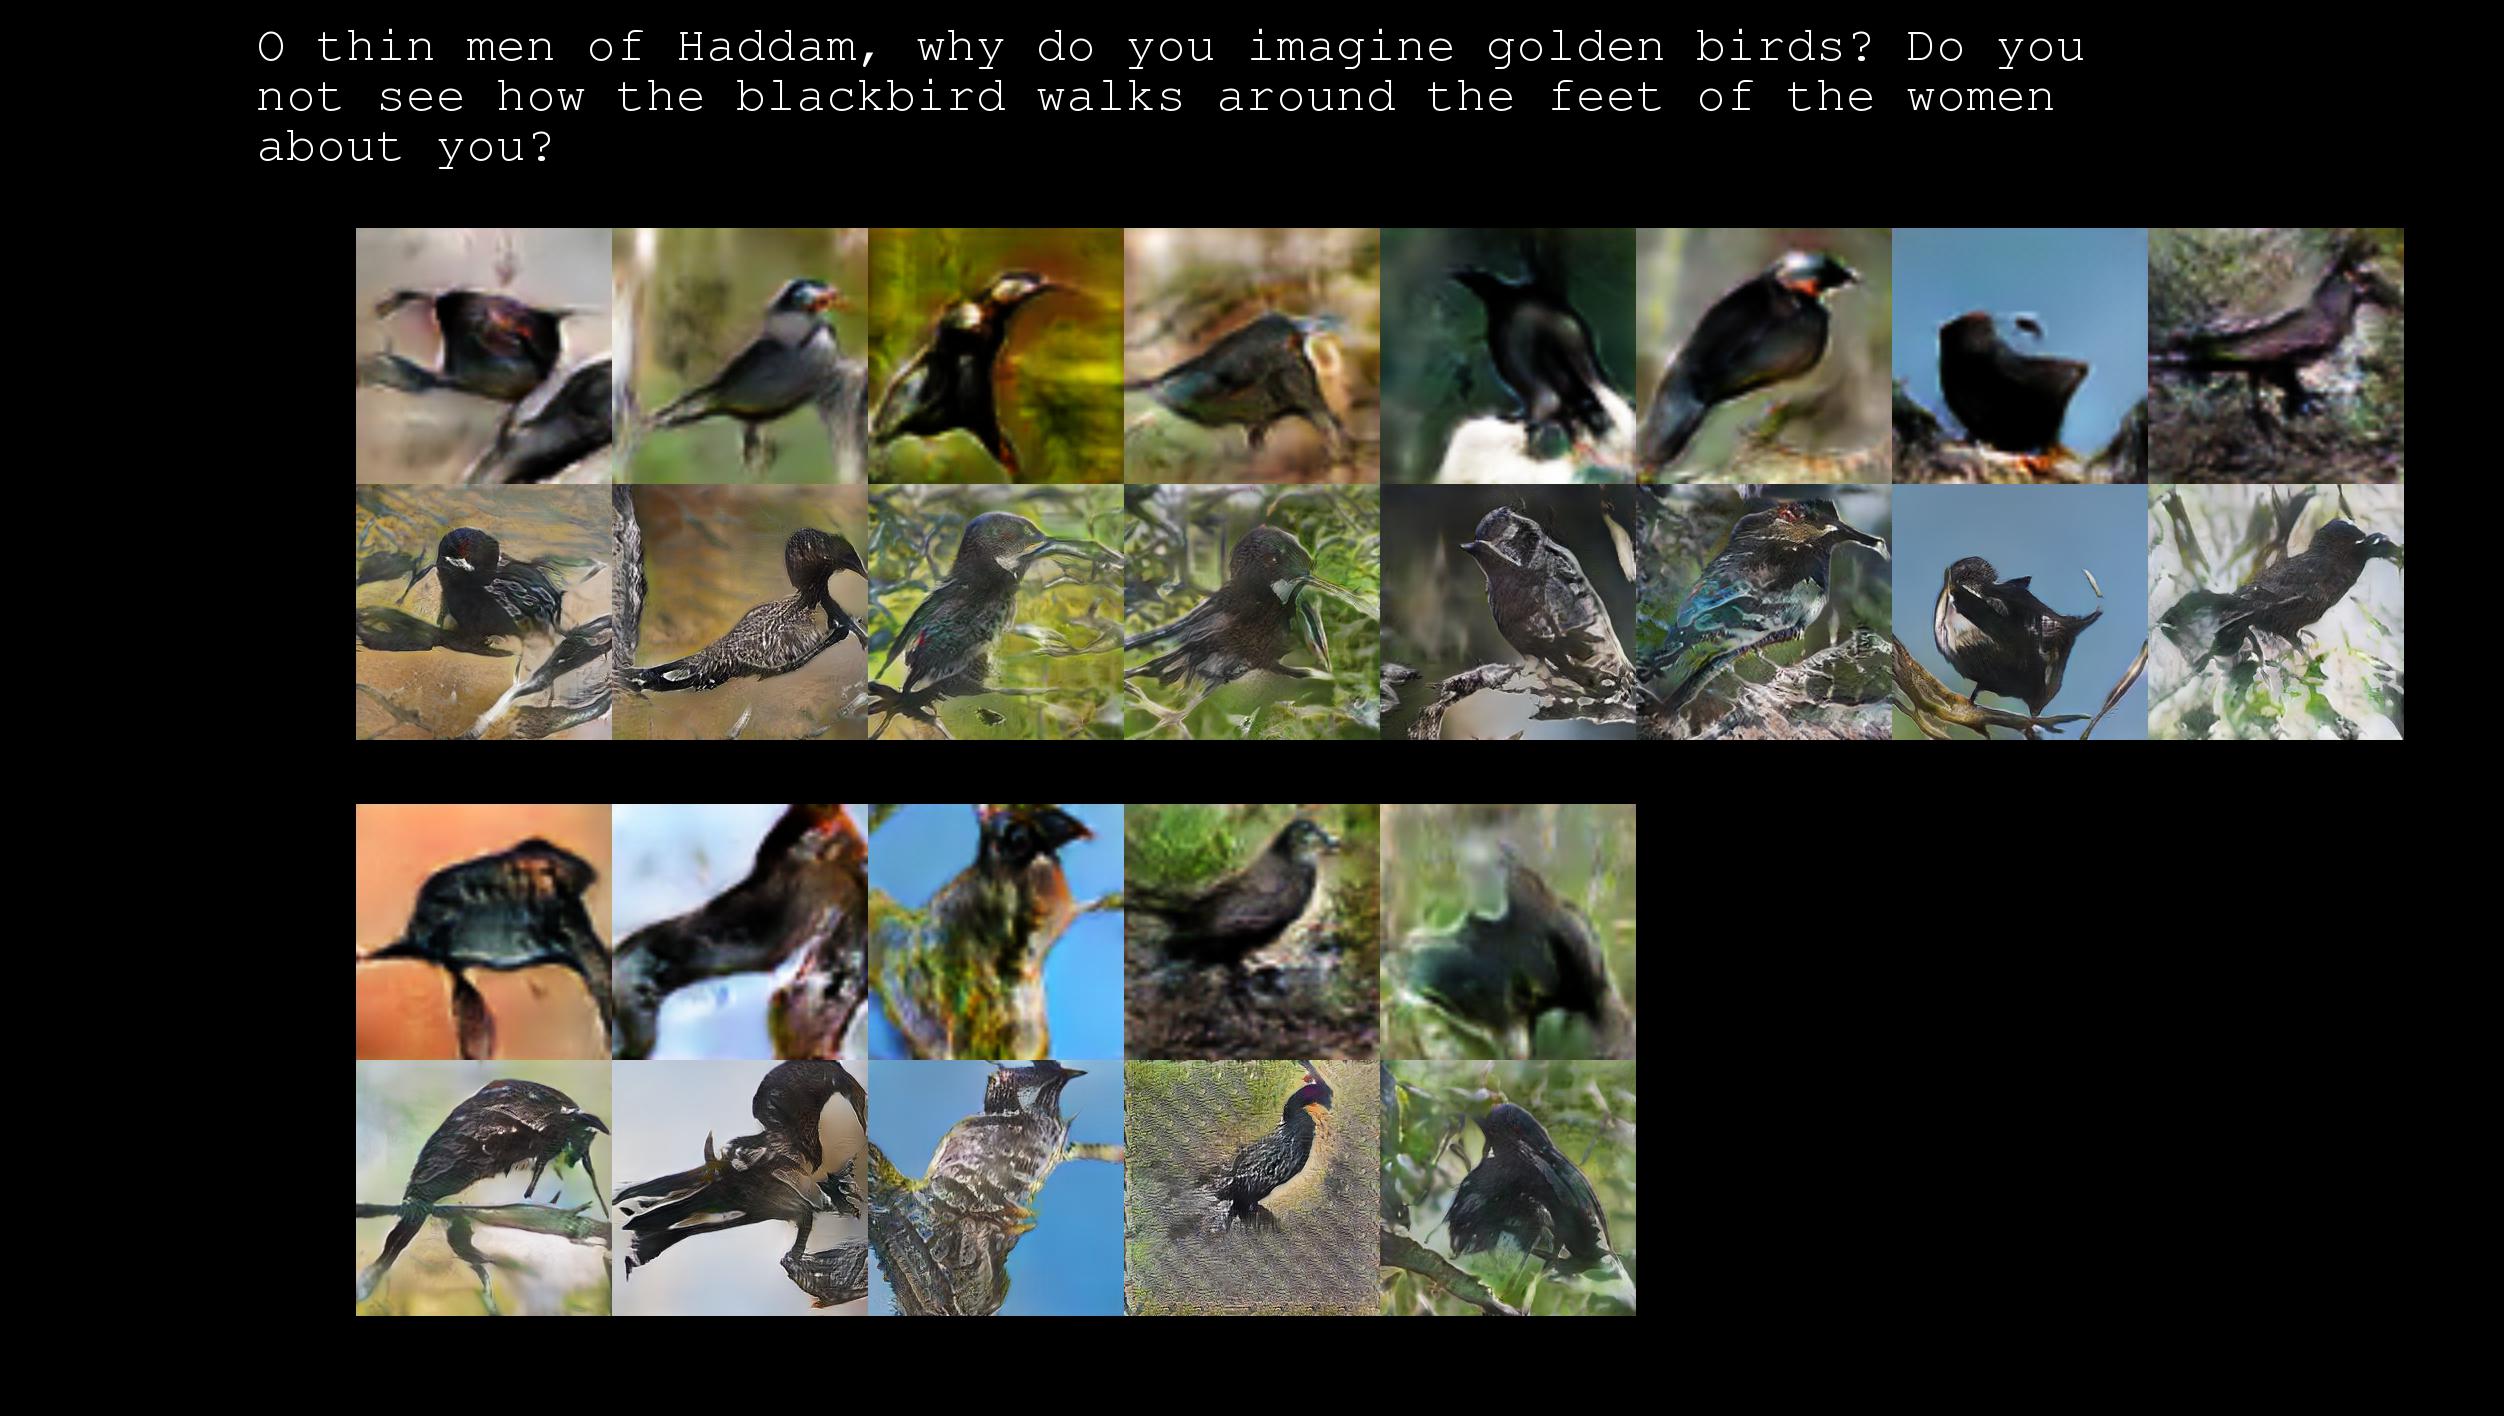 O thin men of Haddam, why do you imagine golden birds? Do you
not see how the blackbird walks around the feet of the women
about you?